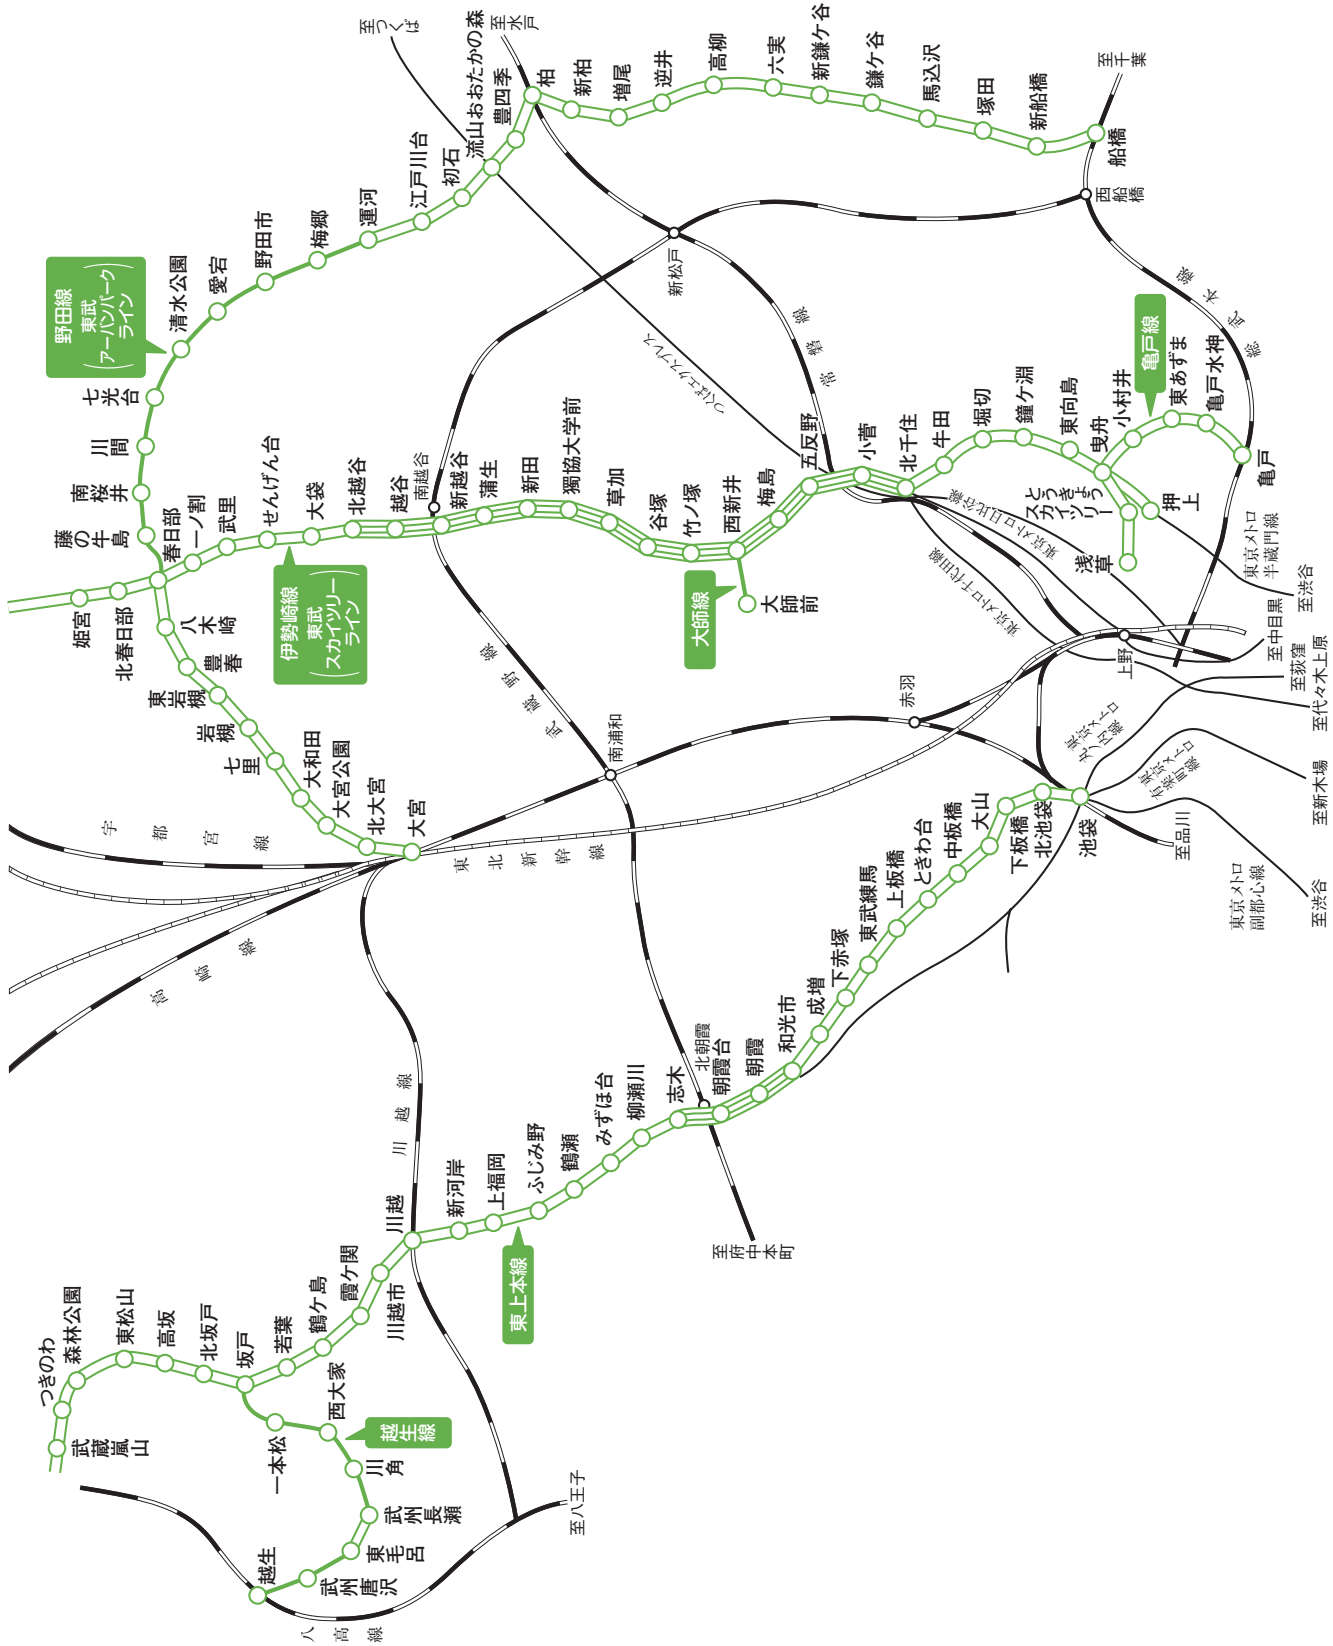 野田線
東武
アーバンパーク
ライン
七光台
清水公園
愛宕
野田市
梅郷
運河
江戸川台
初石
流山おおたかの森
豊四季
柏
新柏
増尾
逆井
高柳
六実
新鎌ケ谷
鎌ケ谷
馬込沢
塚田
新船橋
船橋
川間
南桜井
藤の牛島
春日部
八木崎
豊春
東岩槻
岩槻
七里
大和田
大宮公園
北大宮
大宮
伊勢崎線
東武
スカイツリー
ライン
姫宮
北春日部
一ノ割
武里
せんげん台
大袋
北越谷
越谷
南越谷
新越谷
蒲生
新田
獨協大学前
草加
谷塚
竹ノ塚
西新井
梅島
五反野
小菅
北千住
牛田
堀切
鐘ケ淵
東向島
曳舟
とうきょう
スカイツリー
押上
浅草
大師線
大師前
亀戸線
小村井
東あずま
亀戸水神
亀戸
東上本線
池袋
北池袋
下板橋
大山
中板橋
ときわ台
上板橋
東武練馬
下赤塚
成増
和光市
朝霞
朝霞台
北朝霞
志木
柳瀬川
みずほ台
鶴瀬
ふじみ野
上福岡
新河岸
川越
川越市
霞ケ関
鶴ケ島
若葉
坂戸
北坂戸
高坂
東松山
森林公園
つきのわ
武蔵嵐山
越生線
一本松
西大家
川角
武州長瀬
東毛呂
武州唐沢
越生
八高線
至八王子
川越線
高崎線
宇都宮線
東北新幹線
武蔵野線
南浦和
赤羽
上野
新松戸
西船橋
常磐線
総武本線
つくばエクスプレス
至つくば
至水戸
至千葉
至府中本町
至品川
東京メトロ日比谷線
東京メトロ千代田線
東京メトロ
半蔵門線
東京メトロ
丸ノ内線
東京メトロ
有楽町線
東京メトロ
副都心線
至渋谷
至中目黒
至荻窪
至代々木上原
至新木場
至渋谷